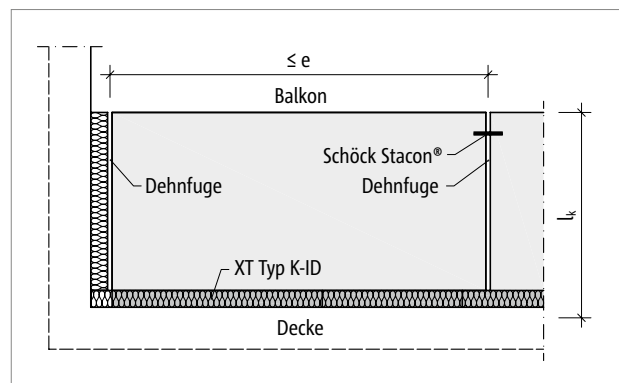 ≤ e
Balkon
Schöck Stacon®
Dehnfuge
Dehnfuge
lₖ
XT Typ K-ID
Decke